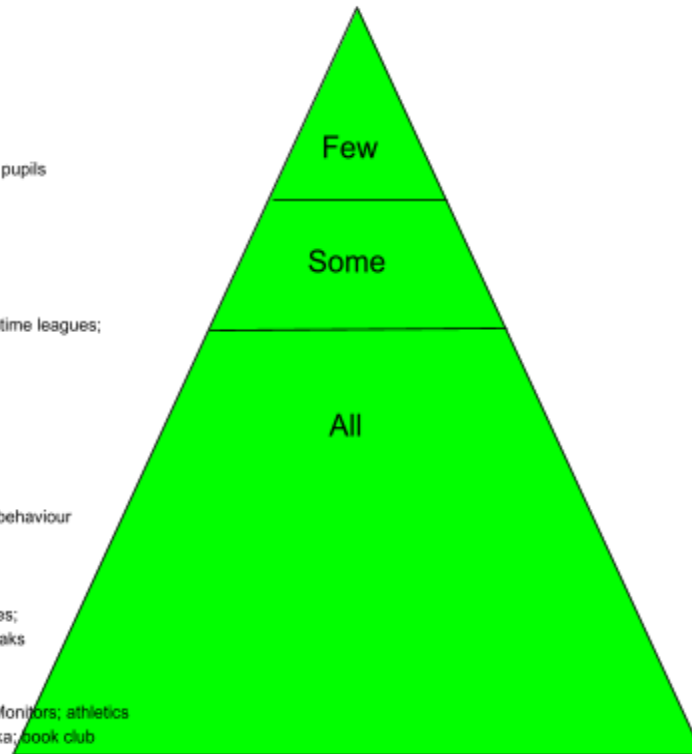 Few
pupils
Some
time leagues;
All
behaviour
es;
aks
Monitors; athletics
ka; book club